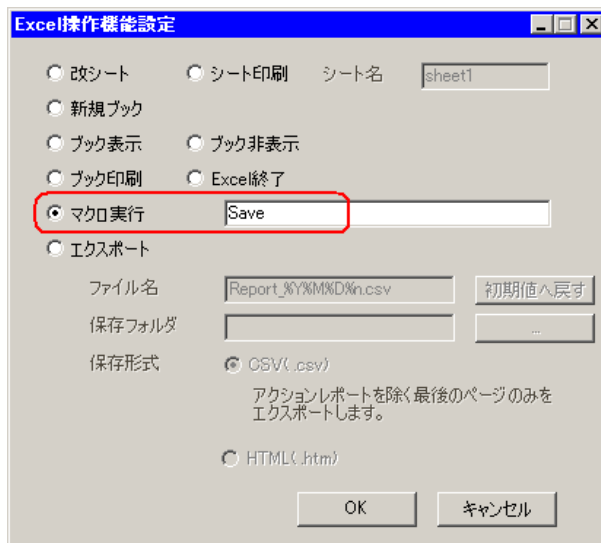 Excel操作機能設定
改シート シート印刷 シート名 sheet1
新規ブック
ブック表示 ブック非表示
ブック印刷 Excel終了
マクロ実行 Save
エクスポート
ファイル名 Report_%Y%M%D%n.csv 初期値へ戻す
保存フォルダ ...
保存形式 CSV(.csv)
アクションレポートを除く最後のページのみを
エクスポートします。
HTML(.htm)
OK キャンセル